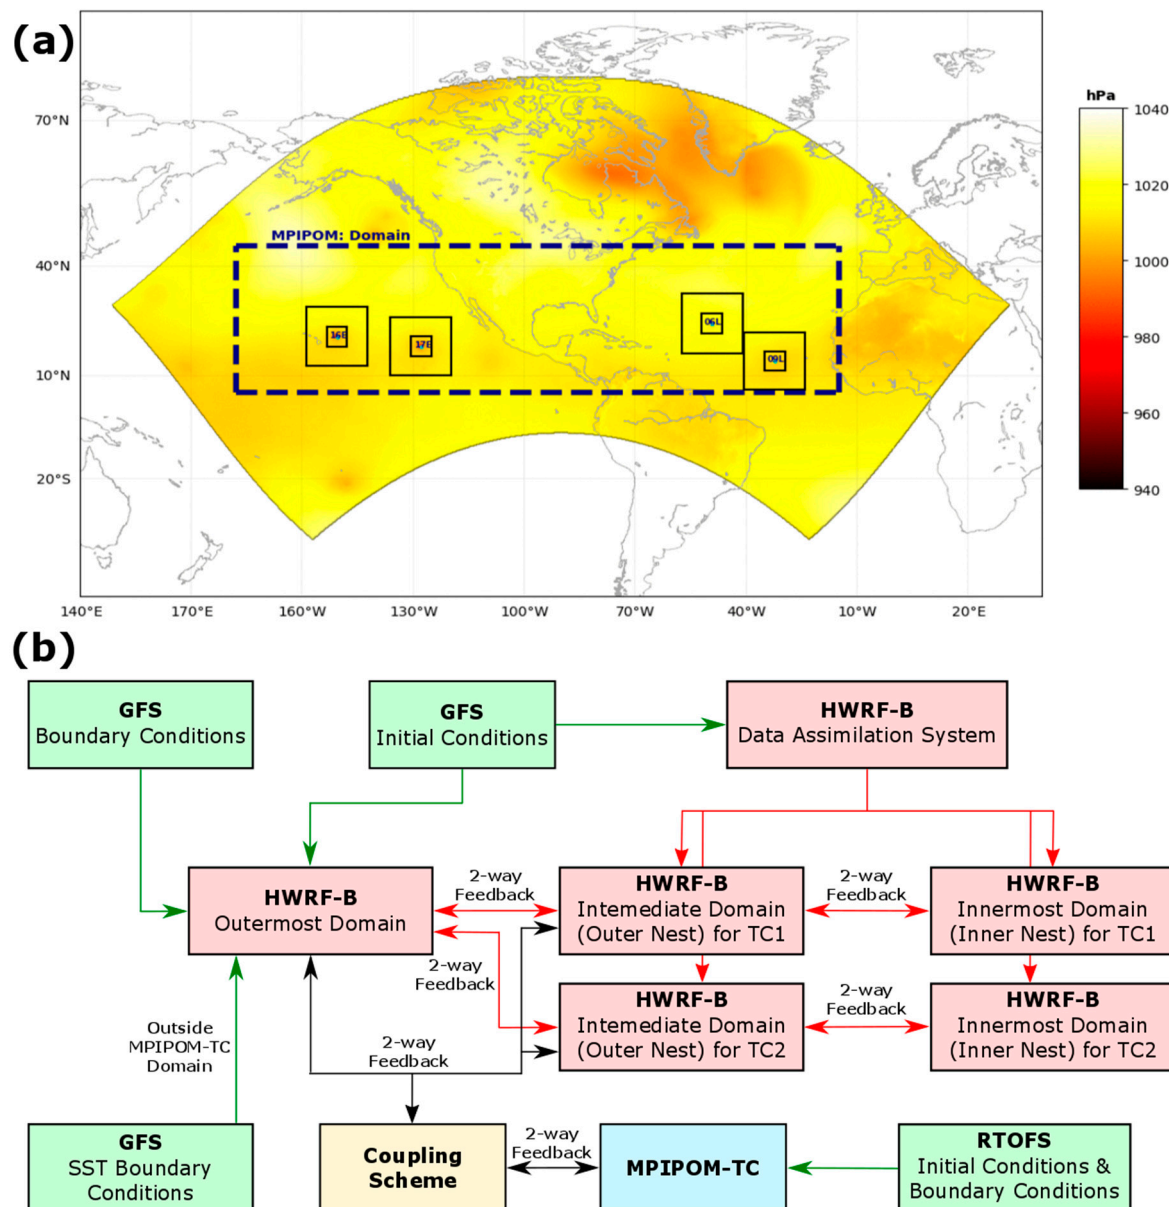 (a)
hPa
1040
1020
1000
980
960
940
70°N
40°N
10°N
20°S
MPIPOM: Domain
16E
17E
06L
09L
140°E
170°E
160°W
130°W
100°W
70°W
40°W
10°W
20°E
(b)
GFS
Boundary Conditions
GFS
Initial Conditions
HWRF-B
Data Assimilation System
HWRF-B
Outermost Domain
2-way
Feedback
HWRF-B
Intemediate Domain
(Outer Nest) for TC1
2-way
Feedback
HWRF-B
Innermost Domain
(Inner Nest) for TC1
2-way
Feedback
HWRF-B
Intemediate Domain
(Outer Nest) for TC2
2-way
Feedback
HWRF-B
Innermost Domain
(Inner Nest) for TC2
Outside
MPIPOM-TC
Domain
2-way
Feedback
GFS
SST Boundary
Conditions
Coupling
Scheme
2-way
Feedback
MPIPOM-TC
RTOFS
Initial Conditions &
Boundary Conditions